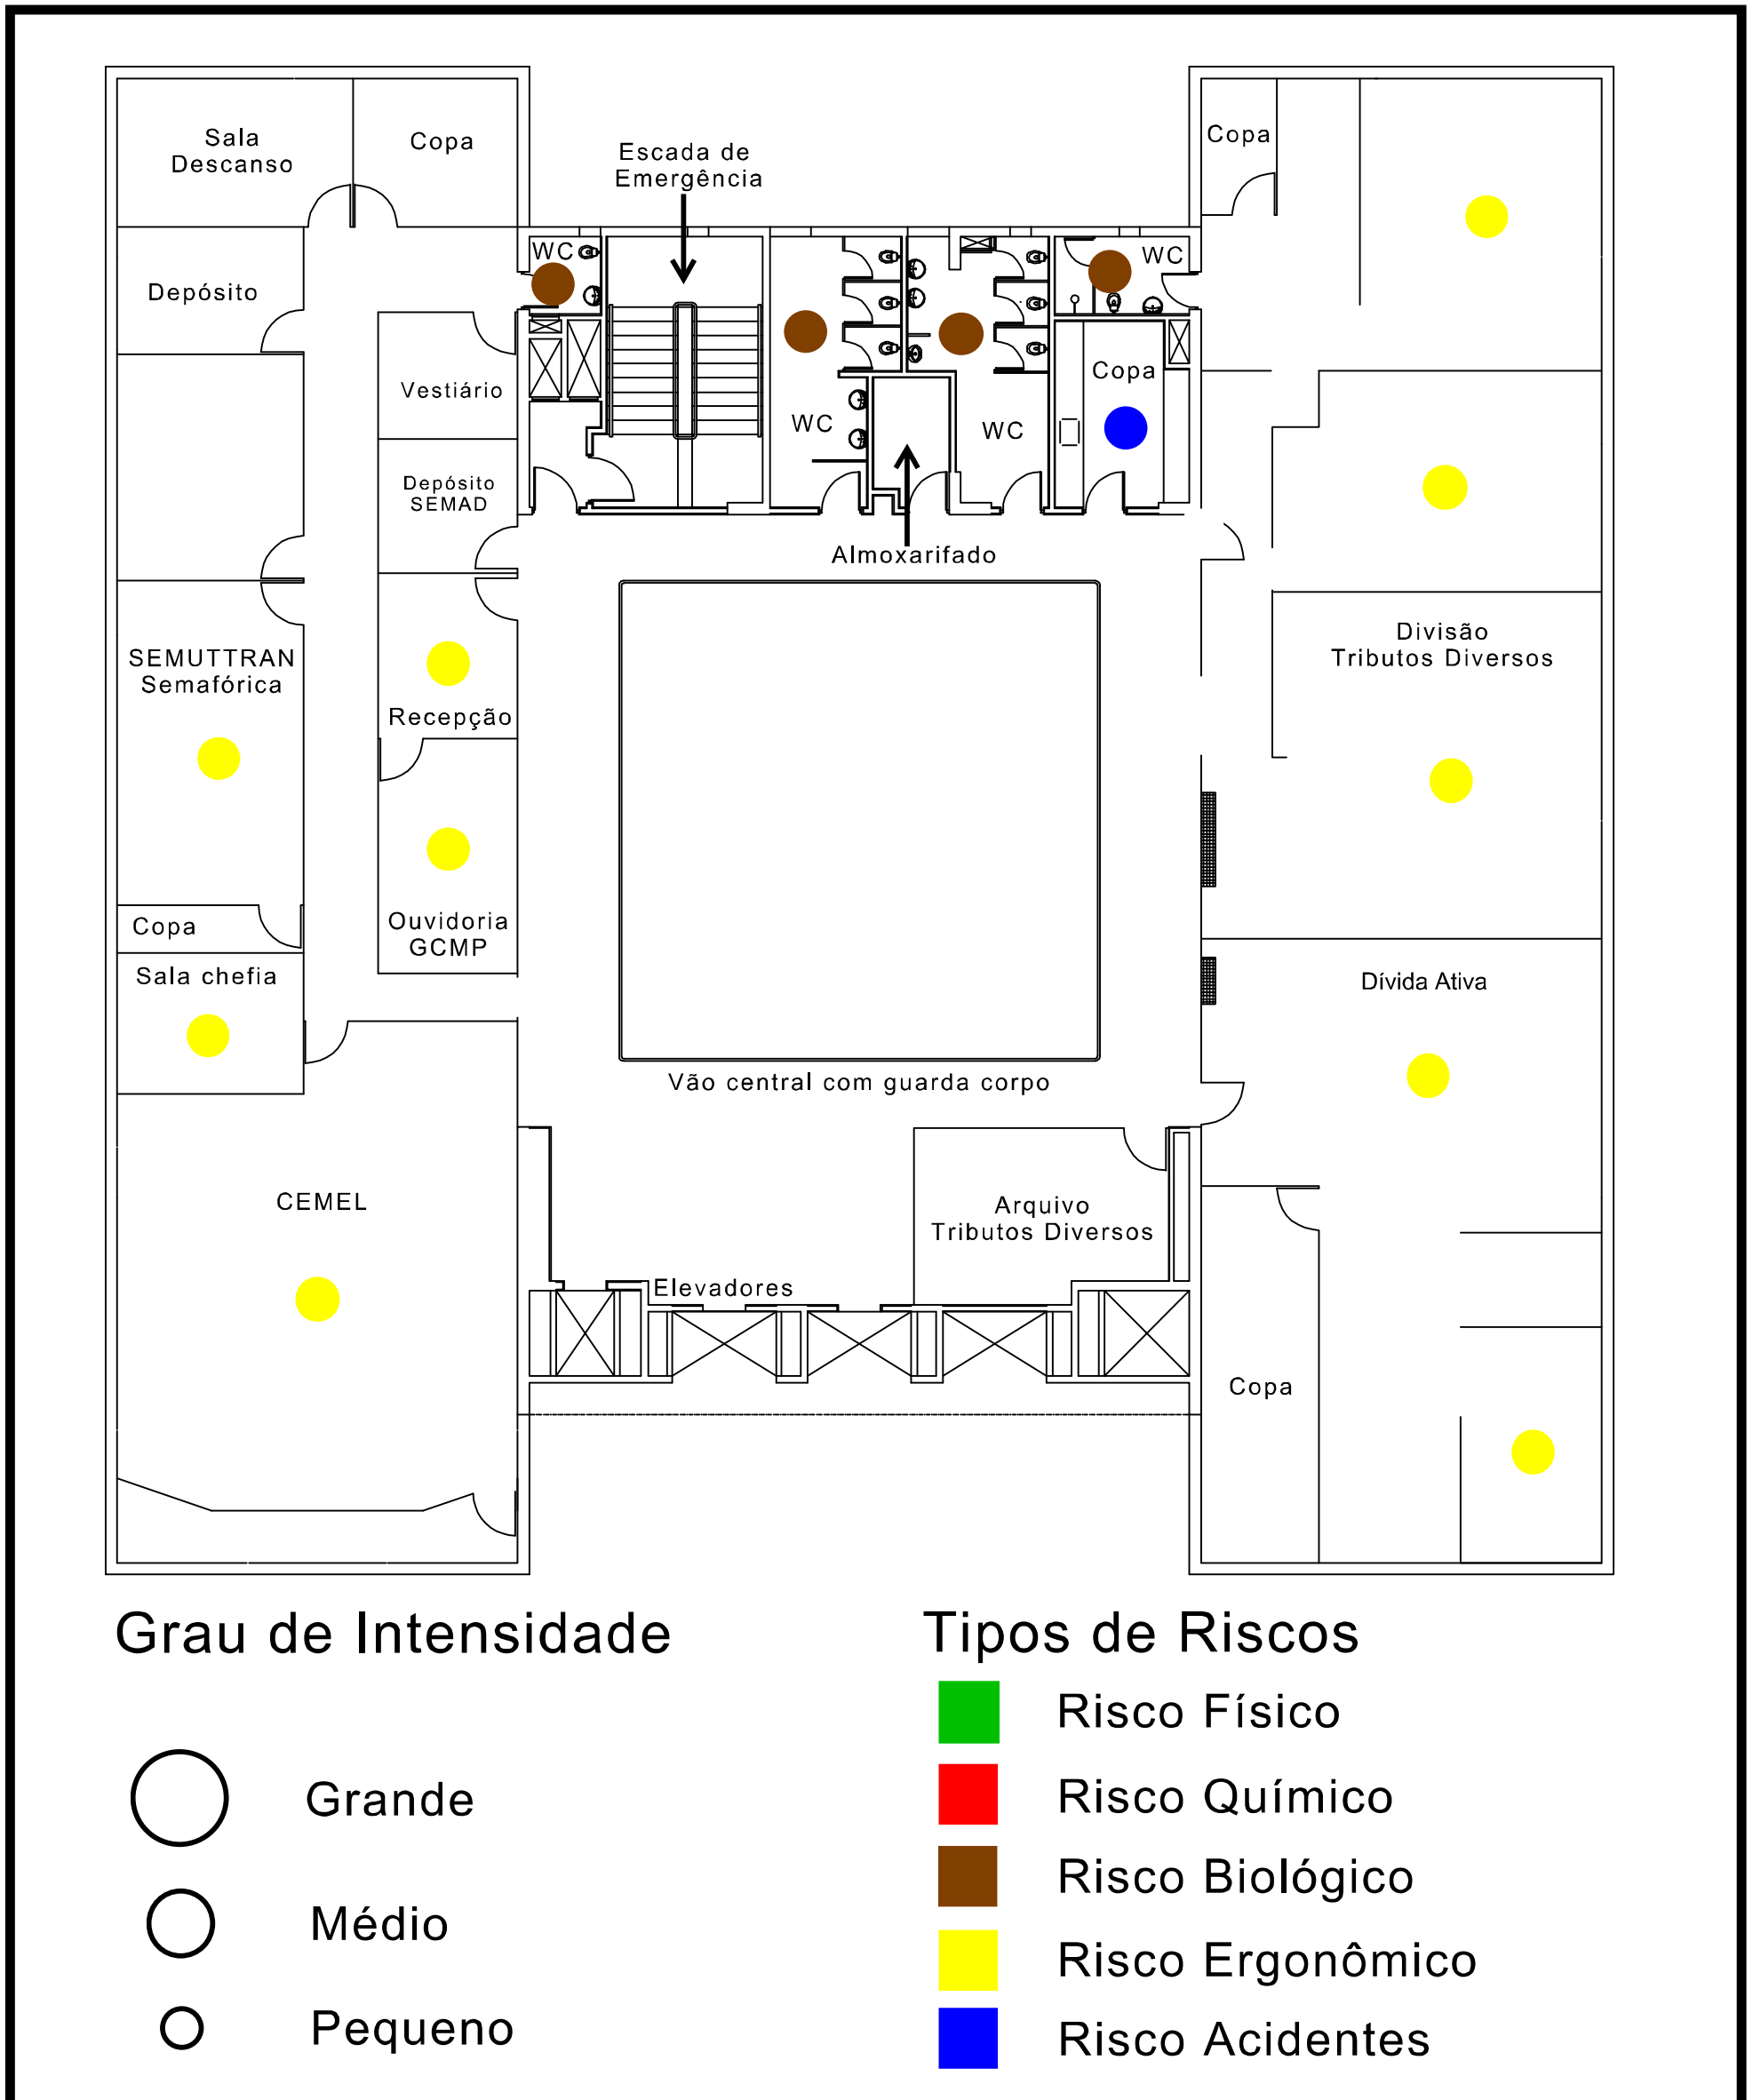 Sala
Descanso
Copa
Escada de
Emergência
Copa
WC
WC
Depósito
Vestiário
Copa
WC
WC
Depósito
SEMAD
Almoxarifado
SEMUTTRAN
Semafórica
Divisão
Tributos Diversos
Recepção
Copa
Ouvidoria
GCMP
Sala chefia
Dívida Ativa
Vão central com guarda corpo
CEMEL
Arquivo
Tributos Diversos
Elevadores
Copa
Grau de Intensidade
Grande
Médio
Pequeno
Tipos de Riscos
Risco Físico
Risco Químico
Risco Biológico
Risco Ergonômico
Risco Acidentes